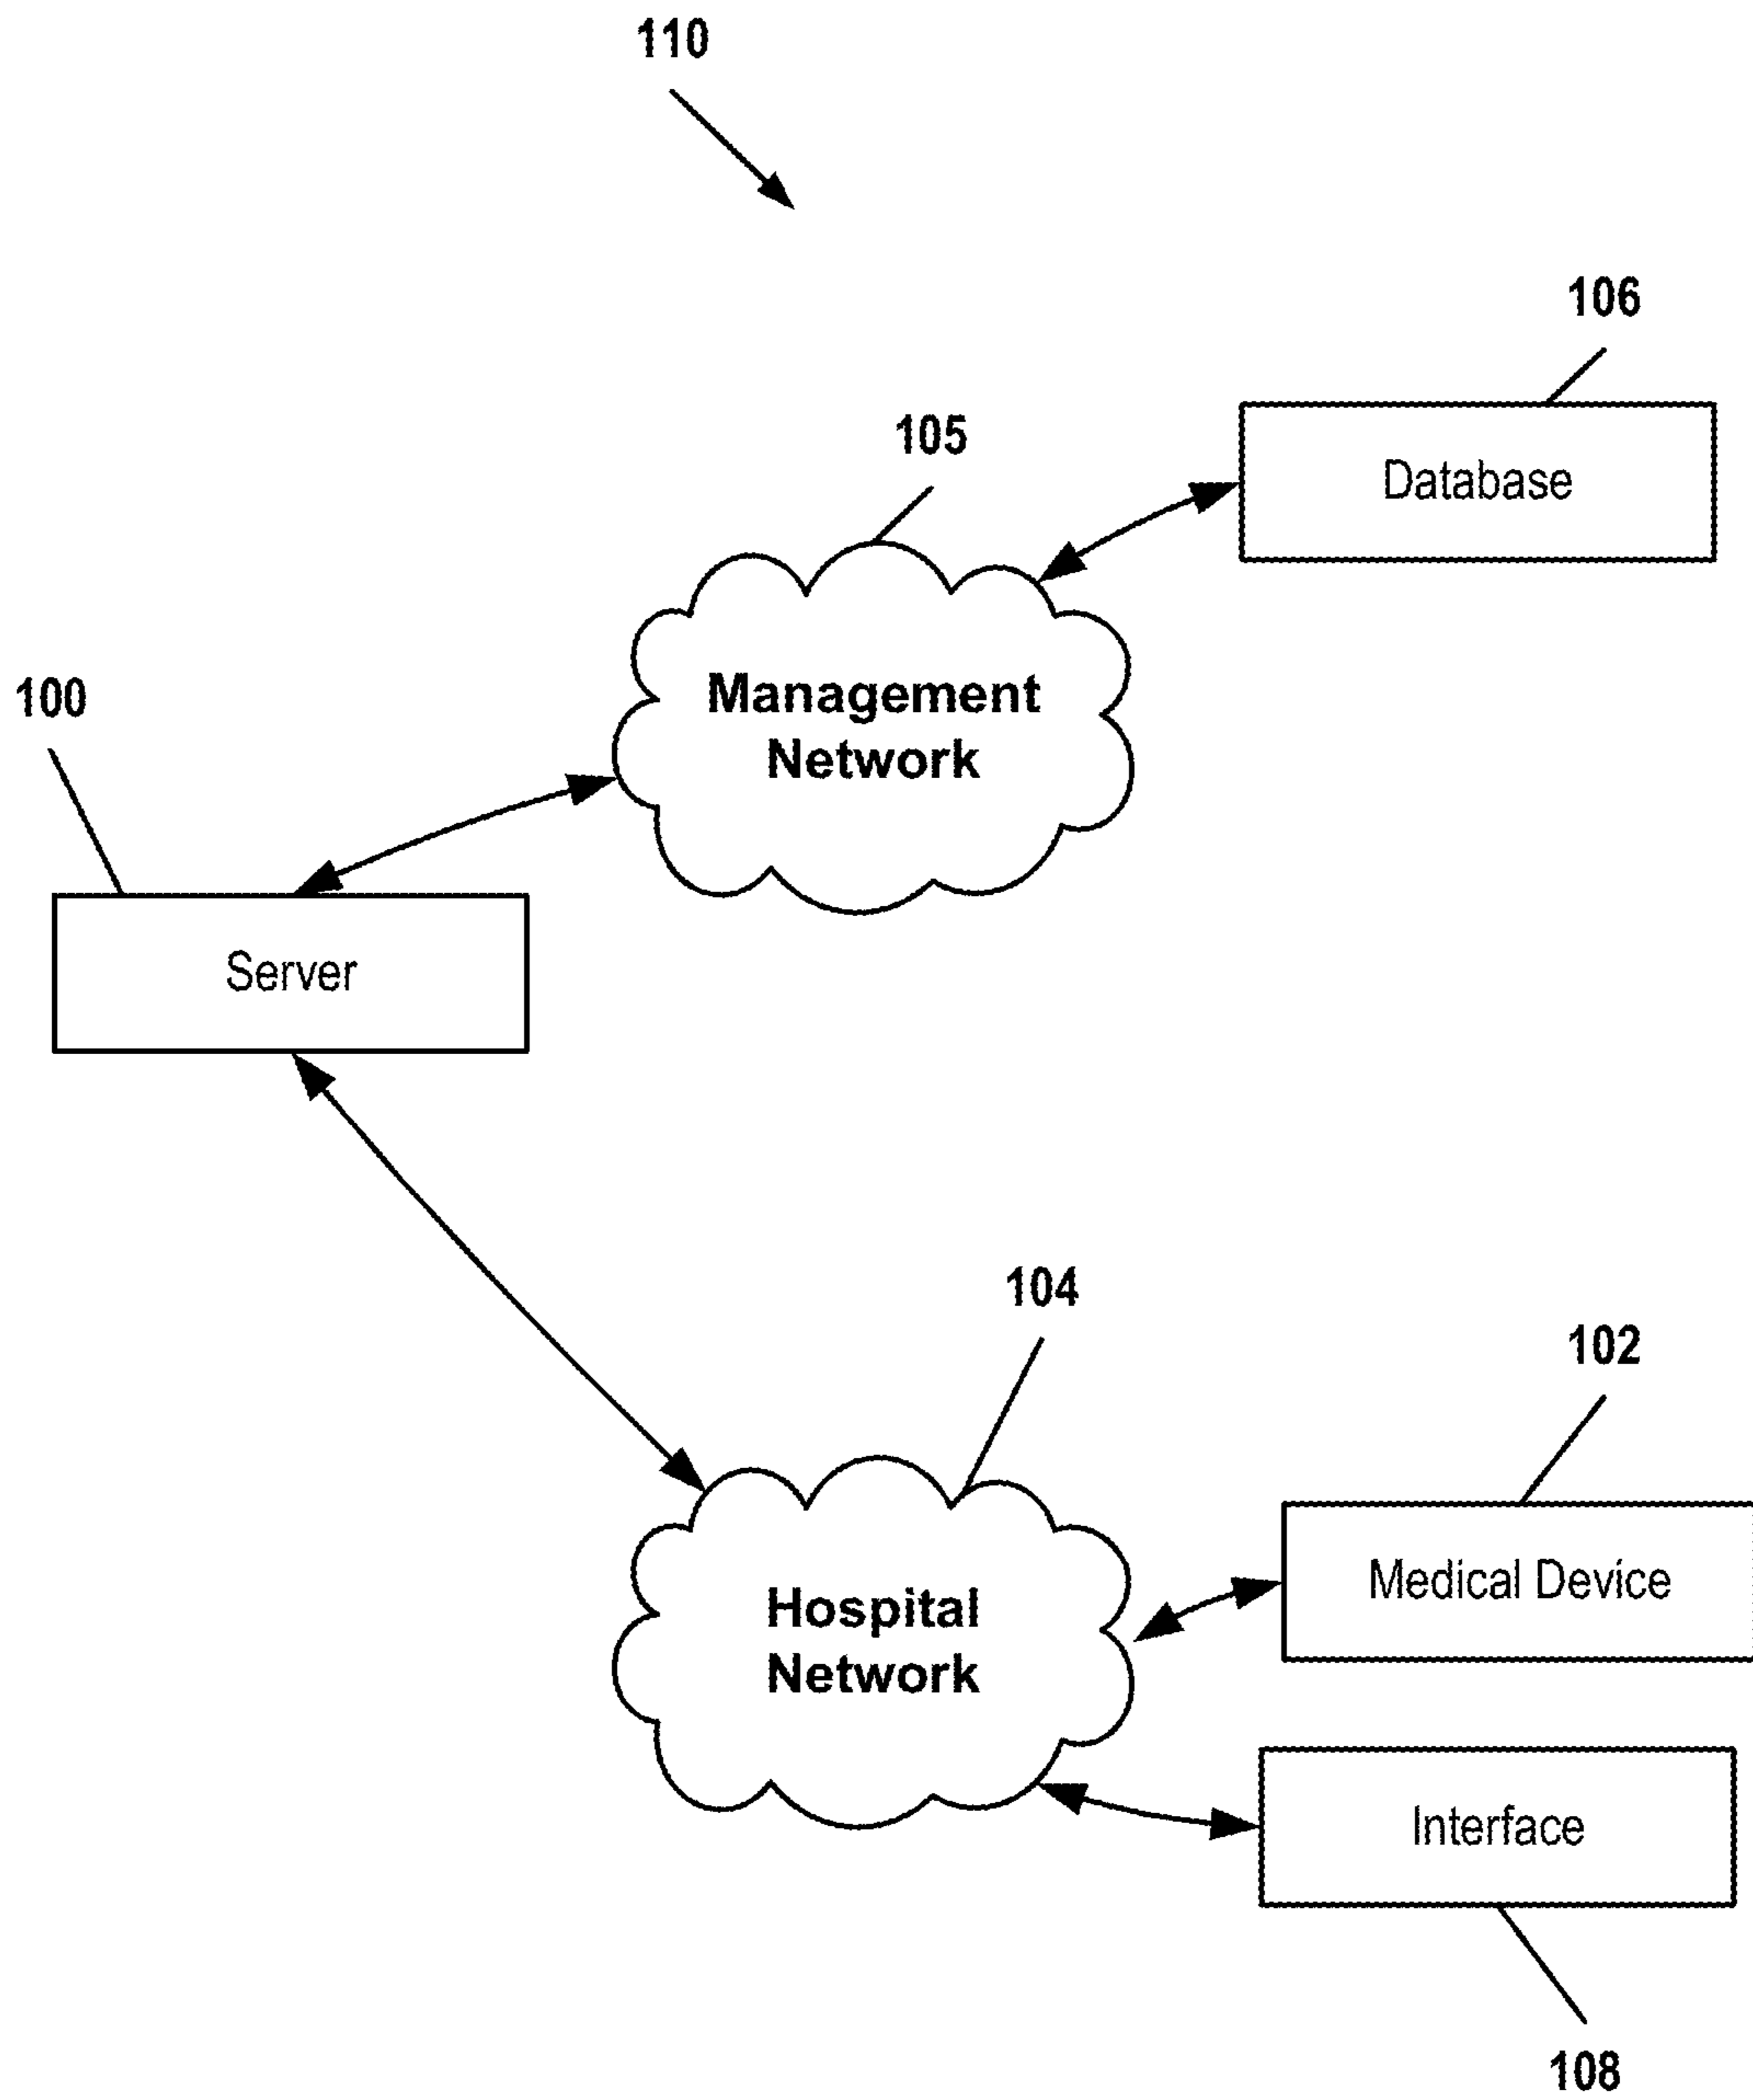 110
106
Database
105
Management
Network
100
Server
104
102
Medical Device
Hospital
Network
Interface
108